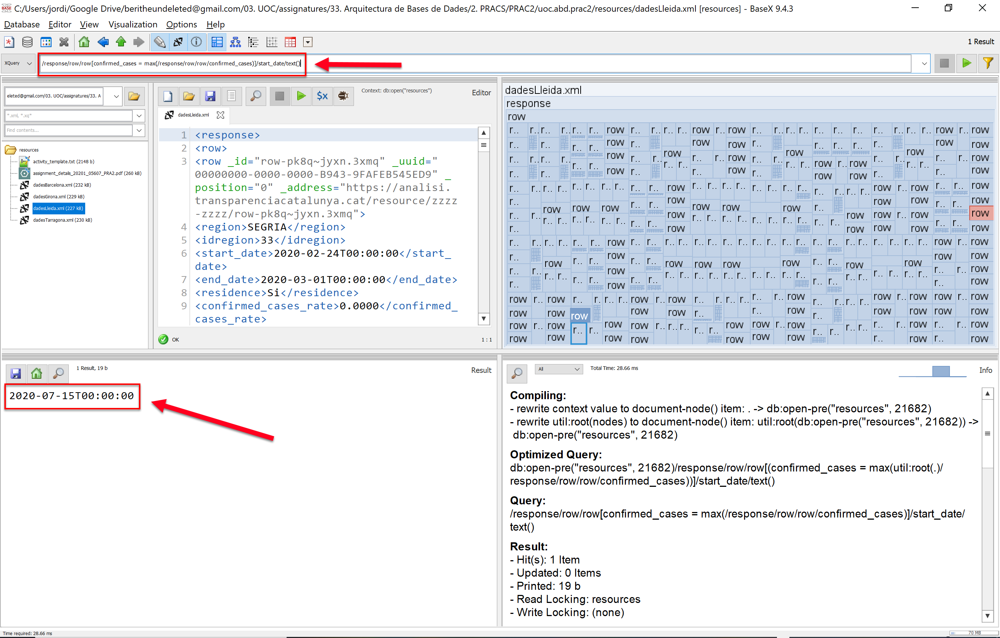 C:/Users/jordi/Google Drive/beritheundeleted@gmail.com/03. UOC/assignatures/33. Arquitectura de Bases de Dades/2. PRACS/PRAC2/uoc.abd.prac2/resources/dadesLleida.xml [resources] - BaseX 9.4.3
Database Editor View Visualization Options Help
1 Result
XQuery
/response/row/row[confirmed_cases = max(/response/row/row/confirmed_cases)]/start_date/text()
eleted@gmail.com/03. UOC/assignatures/33. A
*.xml, *.xq*
Find contents...
resources
activity_template.txt (2148 b)
assignment_details_20201_05607_PRA2.pdf (260 kB)
dadesBarcelona.xml (232 kB)
dadesGirona.xml (229 kB)
dadesLleida.xml (227 kB)
dadesTarragona.xml (230 kB)
Context: db:open("resources")
Editor
dadesLleida.xml
1 <response>
2 <row>
3 <row _id="row-pk8q~jyxn.3xmq" _uuid="
00000000-0000-0000-B943-9FAFEB545ED9" _
position="0" _address="https://analisi.
transparenciacatalunya.cat/resource/zzzz
-zzzz/row-pk8q~jyxn.3xmq">
4 <region>SEGRIA</region>
5 <idregion>33</idregion>
6 <start_date>2020-02-24T00:00:00</start_
date>
7 <end_date>2020-03-01T00:00:00</end_date>
8 <residence>Si</residence>
9 <confirmed_cases_rate>0.0000</confirmed_
cases_rate>
OK
1 : 1
dadesLleida.xml
response
row
1 Result, 19 b
Result
2020-07-15T00:00:00
All
Total Time: 28.66 ms
Info
Compiling:
- rewrite context value to document-node() item: . -> db:open-pre("resources", 21682)
- rewrite util:root(nodes) to document-node() item: util:root(db:open-pre("resources", 21682)) ->
db:open-pre("resources", 21682)
Optimized Query:
db:open-pre("resources", 21682)/response/row/row[(confirmed_cases = max(util:root(.)/
response/row/row/confirmed_cases))]/start_date/text()
Query:
/response/row/row[confirmed_cases = max(/response/row/row/confirmed_cases)]/start_date/
text()
Result:
- Hit(s): 1 Item
- Updated: 0 Items
- Printed: 19 b
- Read Locking: resources
- Write Locking: (none)
Time required: 28.66 ms
70 MB